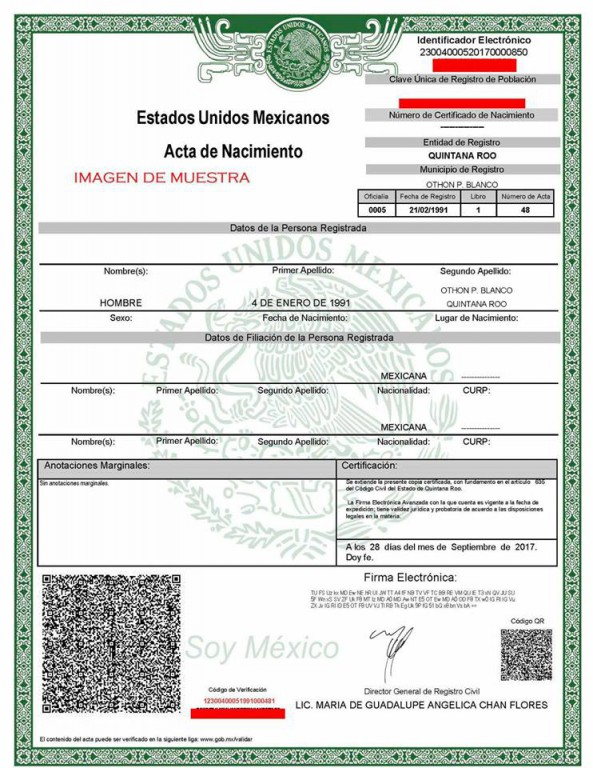 ESTADOS UNIDOS MEXICANOS
Identificador Electrónico
23004000520170000850
Clave Única de Registro de Población
Número de Certificado de Nacimiento
Estados Unidos Mexicanos
Acta de Nacimiento
IMAGEN DE MUESTRA
Entidad de Registro
QUINTANA ROO
Municipio de Registro
OTHON P. BLANCO
Oficialía Fecha de Registro Libro Número de Acta
0005 21/02/1991 1 48
Datos de la Persona Registrada
ESTADOS UNIDOS MEXICANOS
Nombre(s): Primer Apellido: Segundo Apellido:
OTHON P. BLANCO
HOMBRE 4 DE ENERO DE 1991 QUINTANA ROO
Sexo: Fecha de Nacimiento: Lugar de Nacimiento:
Datos de Filiación de la Persona Registrada
MEXICANA ----------------
Nombre(s): Primer Apellido: Segundo Apellido: Nacionalidad: CURP:
MEXICANA ----------------
Nombre(s): Primer Apellido: Segundo Apellido: Nacionalidad: CURP:
Anotaciones Marginales:
Sin anotaciones marginales.
Certificación:
Se extiende la presente copia certificada, con fundamento en el artículo 635
del Código Civil del Estado de Quintana Roo.
La Firma Electrónica Avanzada con la que cuenta es vigente a la fecha de
expedición; tiene validez jurídica y probatoria de acuerdo a las disposiciones
legales en la materia.
A los 28 días del mes de Septiembre de 2017.
Doy fe.
Firma Electrónica:
Código QR
Soy México
Código de Verificación
12300400051991000481
Director General de Registro Civil
LIC. MARIA DE GUADALUPE ANGELICA CHAN FLORES
El contenido del acta puede ser verificado en la siguiente liga: www.gob.mx/validar